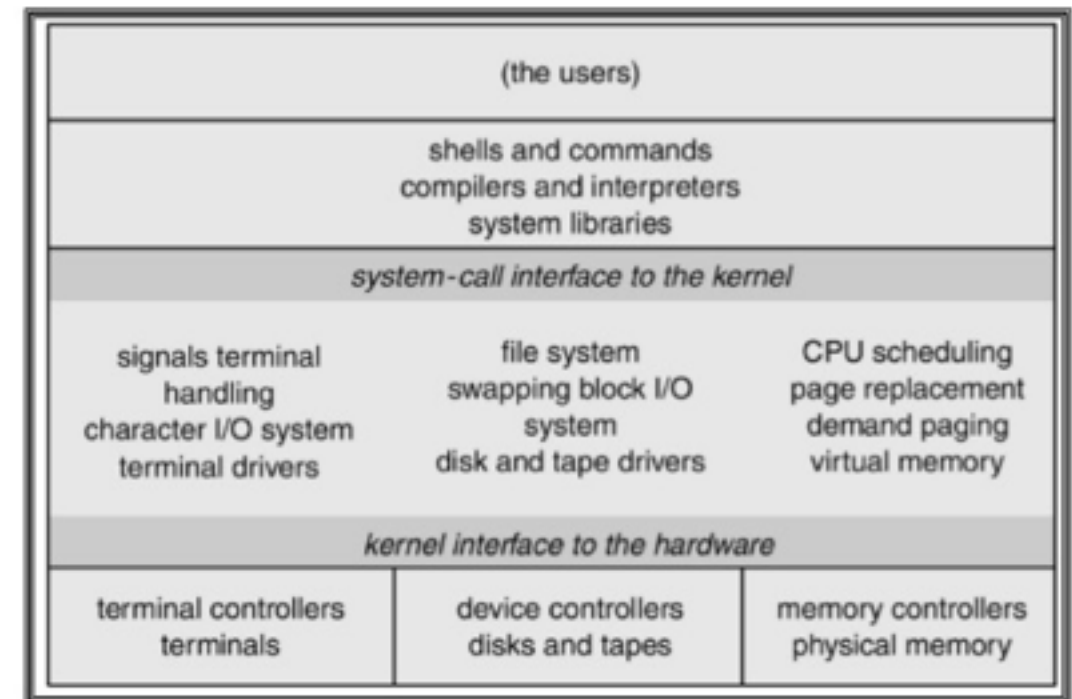 (the users)
shells and commands
compilers and interpreters
system libraries
system-call interface to the kernel
signals terminal
handling
character I/O system
terminal drivers
file system
swapping block I/O
system
disk and tape drivers
CPU scheduling
page replacement
demand paging
virtual memory
kernel interface to the hardware
terminal controllers
terminals
device controllers
disks and tapes
memory controllers
physical memory